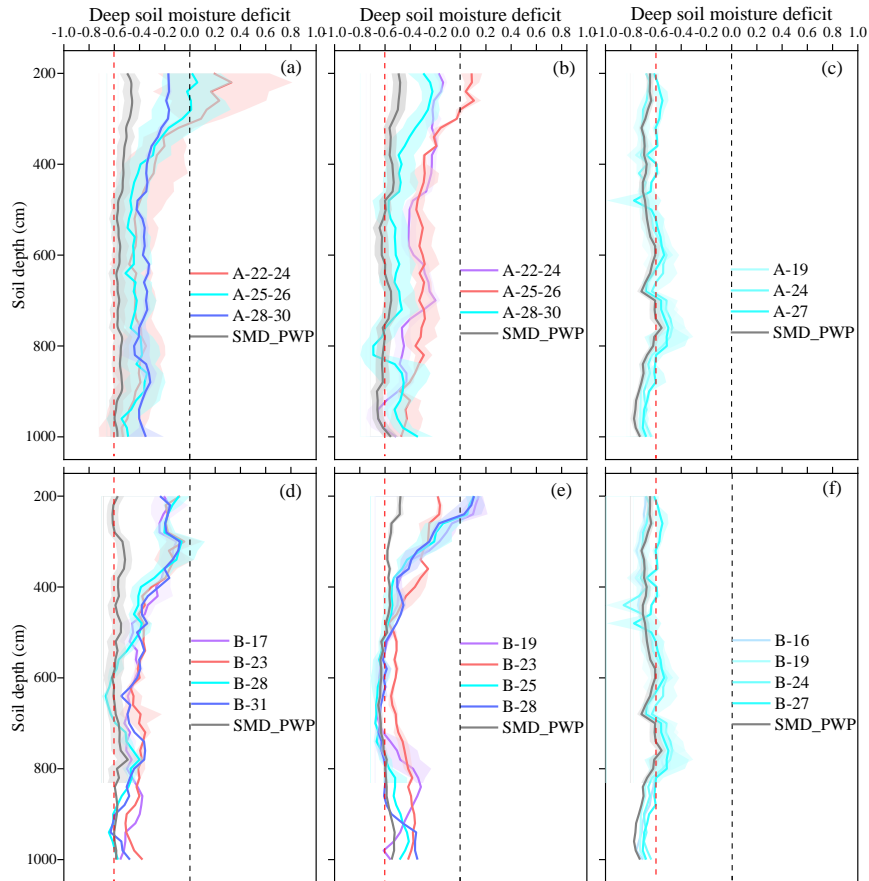 Deep soil moisture deficit Deep soil moisture deficit Deep soil moisture deficit
-1.0 -0.8 -0.6 -0.4 -0.2 0.0 0.2 0.4 0.6 0.8 1.0 -1.0 -0.8 -0.6 -0.4 -0.2 0.0 0.2 0.4 0.6 0.8 1.0 -1.0 -0.8 -0.6 -0.4 -0.2 0.0 0.2 0.4 0.6 0.8 1.0
(a) (b) (c)
200
400
600
800
1000
Soil depth (cm)
A-22-24
A-25-26
A-28-30
SMD_PWP
A-22-24
A-25-26
A-28-30
SMD_PWP
A-19
A-24
A-27
SMD_PWP
(d) (e) (f)
200
400
600
800
1000
Soil depth (cm)
B-17
B-23
B-28
B-31
SMD_PWP
B-19
B-23
B-25
B-28
SMD_PWP
B-16
B-19
B-24
B-27
SMD_PWP